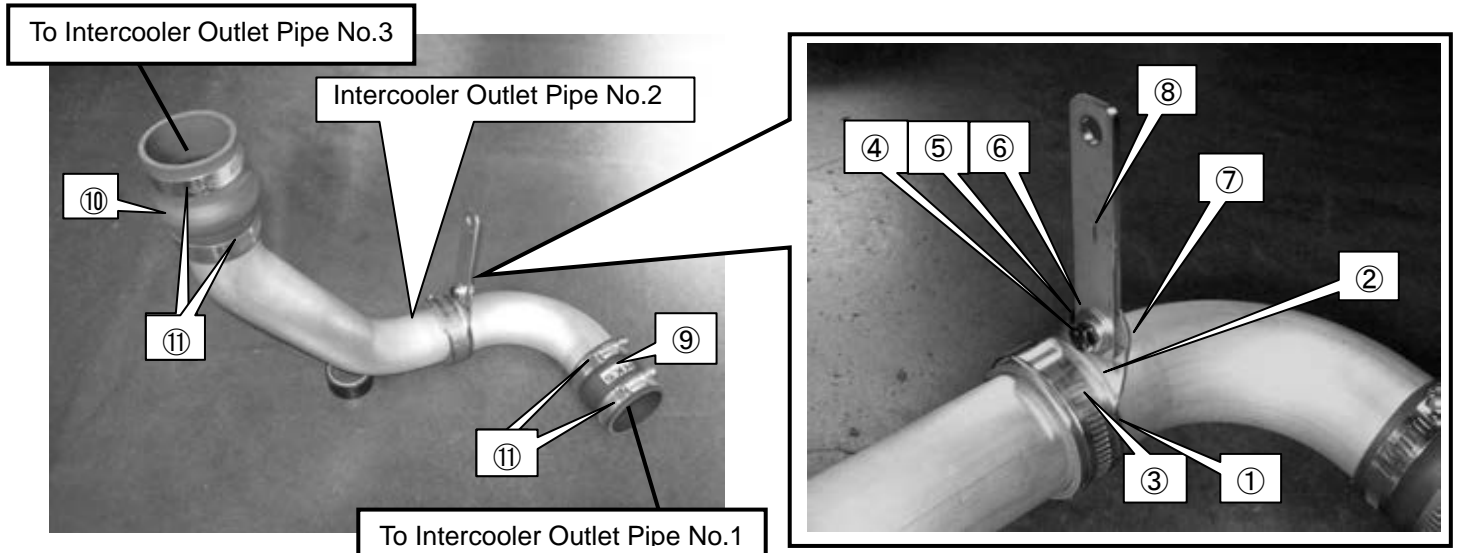 To Intercooler Outlet Pipe No.3
Intercooler Outlet Pipe No.2
⑩
⑪
⑨
⑪
To Intercooler Outlet Pipe No.1
④ ⑤ ⑥
⑧
⑦
②
③
①